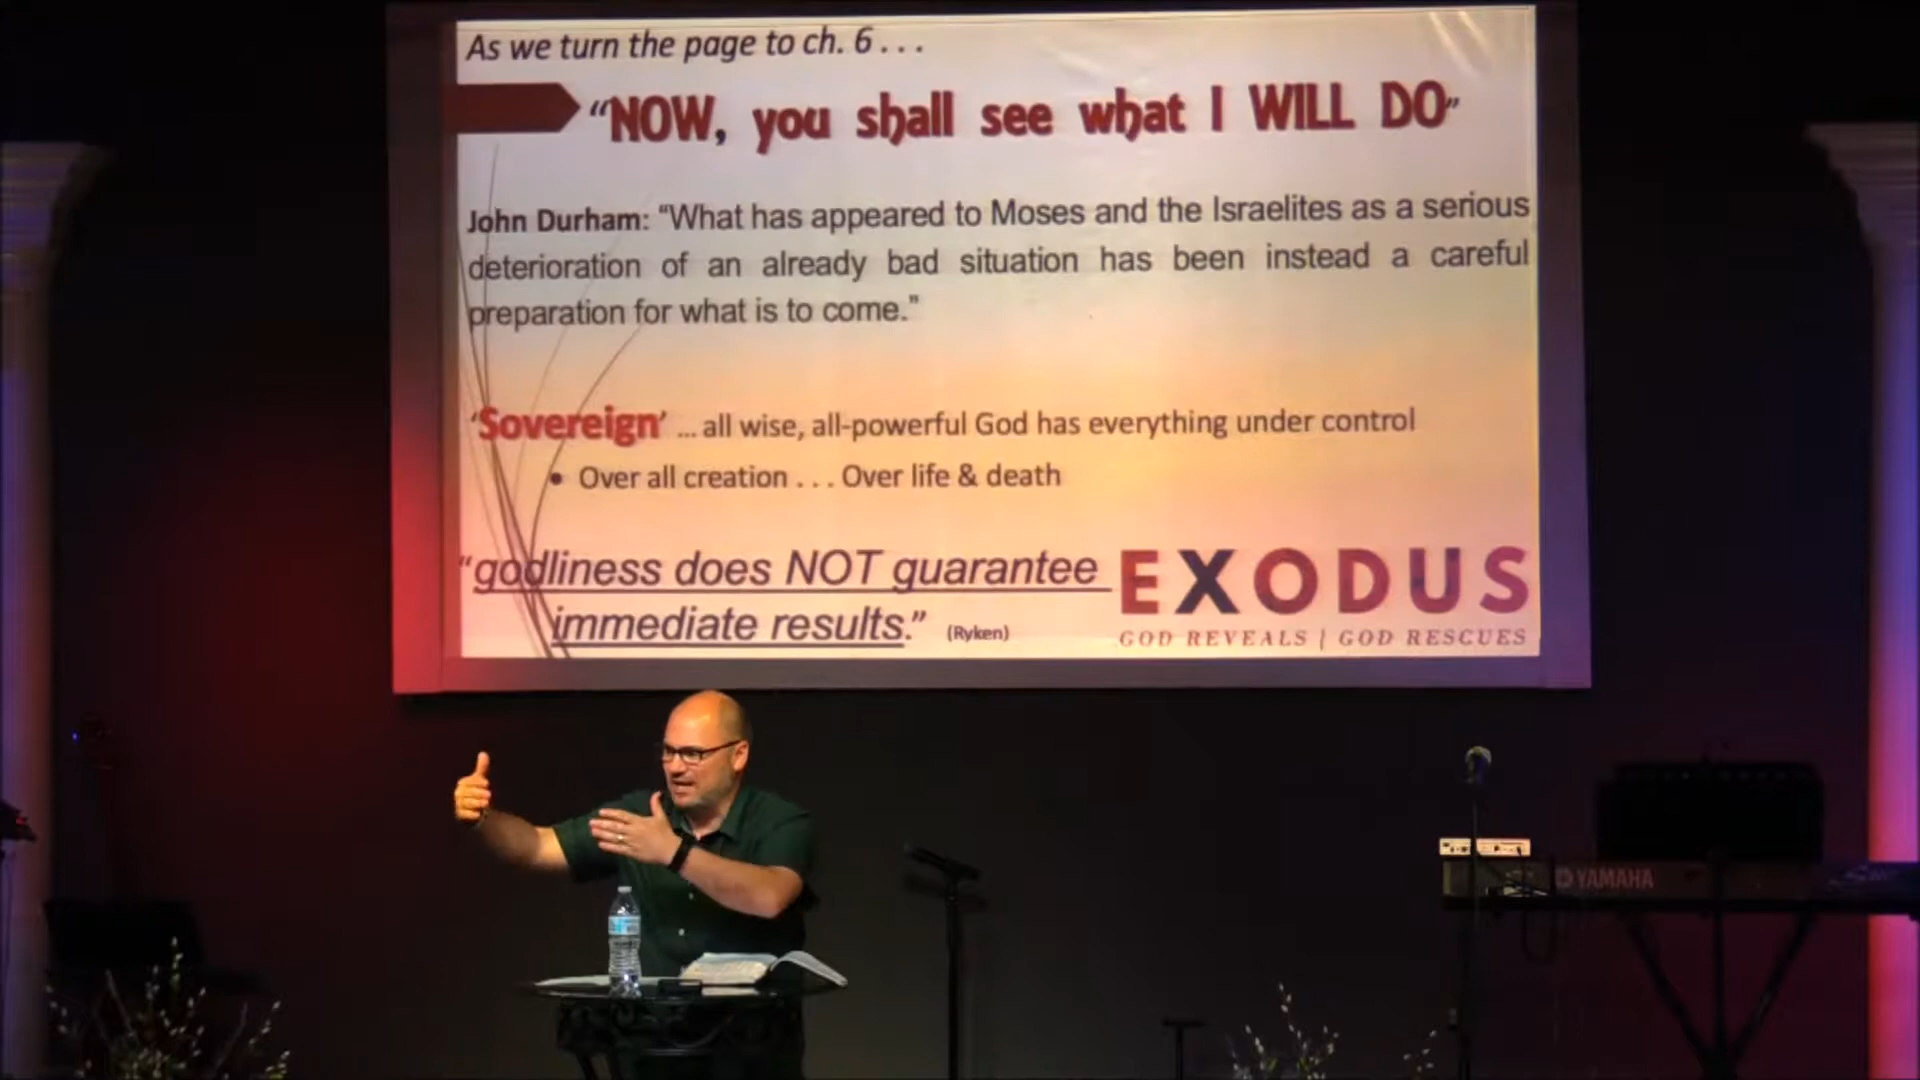 As we turn the page to ch. 6 . . .
“NOW, you shall see what I WILL DO”
John Durham: “What has appeared to Moses and the Israelites as a serious
deterioration of an already bad situation has been instead a careful
preparation for what is to come.”
‘Sovereign’ ... all wise, all-powerful God has everything under control
• Over all creation . . . Over life & death
“godliness does NOT guarantee
immediate results.” (Ryken)
EXODUS
GOD REVEALS | GOD RESCUES
YAMAHA